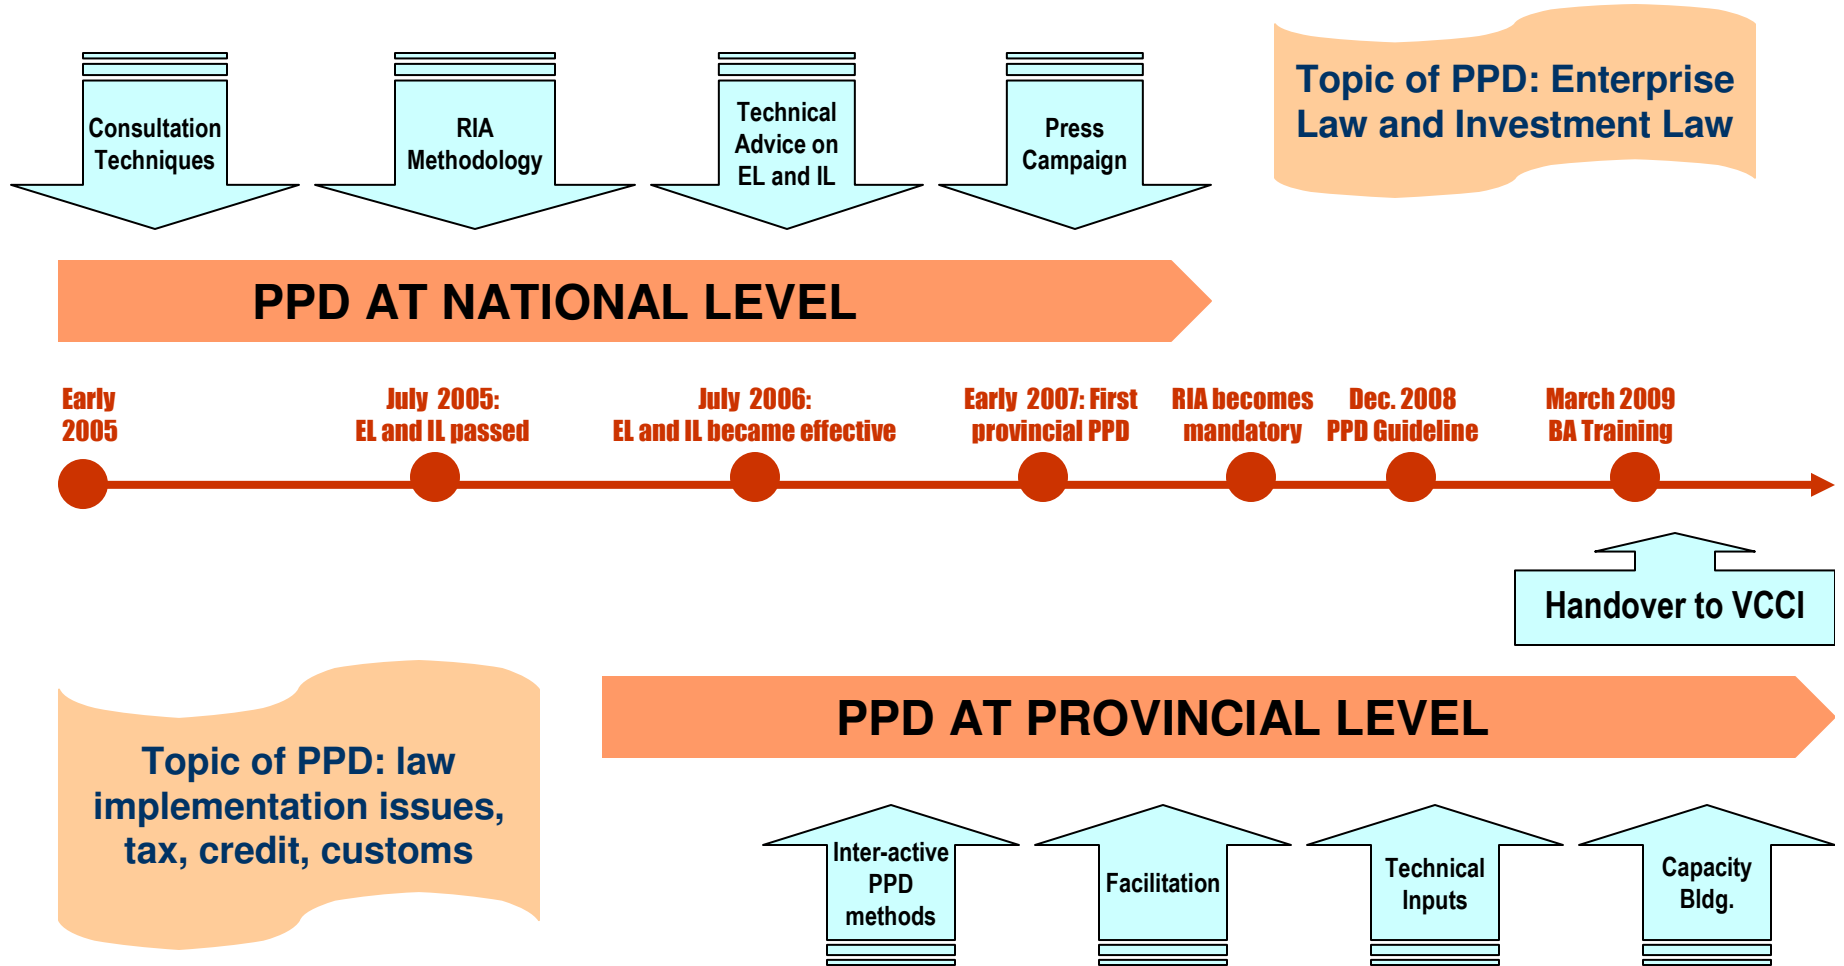 Consultation
Techniques
RIA
Methodology
Technical
Advice on
EL and IL
Press
Campaign
Topic of PPD: Enterprise
Law and Investment Law
PPD AT NATIONAL LEVEL
Early
2005
July 2005:
EL and IL passed
July 2006:
EL and IL became effective
Early 2007: First
provincial PPD
RIA becomes
mandatory
Dec. 2008
PPD Guideline
March 2009
BA Training
Handover to VCCI
PPD AT PROVINCIAL LEVEL
Topic of PPD: law
implementation issues,
tax, credit, customs
Inter-active
PPD
methods
Facilitation
Technical
Inputs
Capacity
Bldg.